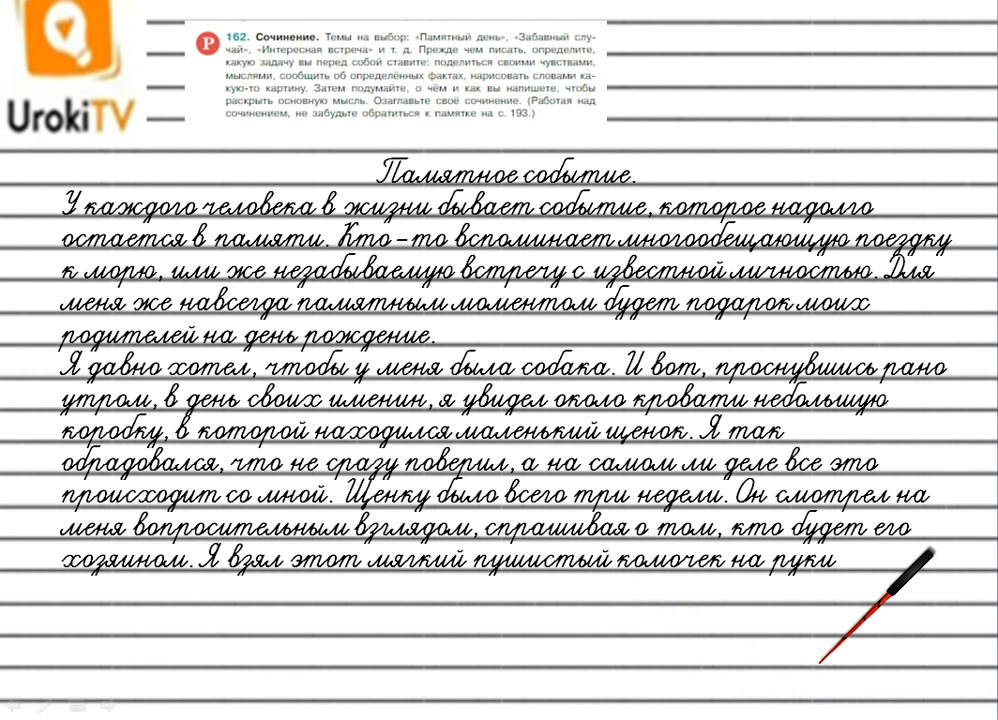 UrokiTV
Р
162. Сочинение. Темы на выбор: «Памятный день», «Забавный слу-
чай», «Интересная встреча» и т. д. Прежде чем писать, определите,
какую задачу вы перед собой ставите: поделиться своими чувствами,
мыслями, сообщить об определённых фактах, нарисовать словами ка-
кую-то картину. Затем подумайте, о чём и как вы напишете, чтобы
раскрыть основную мысль. Озаглавьте своё сочинение. (Работая над
сочинением, не забудьте обратиться к памятке на с. 193.)
Памятное событие.
У каждого человека в жизни бывает событие, которое надолго
остается в памяти. Кто – то вспоминает многообещающую поездку
к морю, или же незабываемую встречу с известной личностью. Для
меня же навсегда памятным моментом будет подарок моих
родителей на день рождение.
Я давно хотел, чтобы у меня была собака. И вот, проснувшись рано
утром, в день своих именин, я увидел около кровати небольшую
коробку, в которой находился маленький щенок. Я так
обрадовался, что не сразу поверил, а на самом ли деле все это
происходит со мной. Щенку было всего три недели. Он смотрел на
меня вопросительным взглядом, спрашивая о том, кто будет его
хозяином. Я взял этот мягкий пушистый комочек на руки